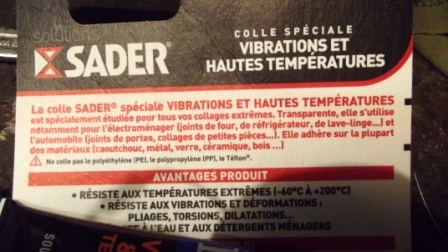 solutions
SADER®
COLLE SPÉCIALE
VIBRATIONS ET
HAUTES TEMPÉRATURES
La colle SADER® spéciale VIBRATIONS ET HAUTES TEMPÉRATURES
est spécialement étudiée pour tous vos collages extrêmes. Transparente, elle s'utilise
notamment pour l'électroménager (joints de four, de réfrigérateur, de lave-linge...) et
l'automobile (joints de portes, collages de petites pièces...). Elle adhère sur la plupart
des matériaux (caoutchouc, métal, verre, céramique, bois ...)
Ne colle pas le polyéthylène (PE), le polypropylène (PP), le Téflon®.
AVANTAGES PRODUIT
• RÉSISTE AUX TEMPÉRATURES EXTRÊMES (-60°C À +200°C)
• RÉSISTE AUX VIBRATIONS ET DÉFORMATIONS :
PLIAGES, TORSIONS, DILATATIONS...
À L'EAU ET AUX DÉTERGENTS MÉNAGERS